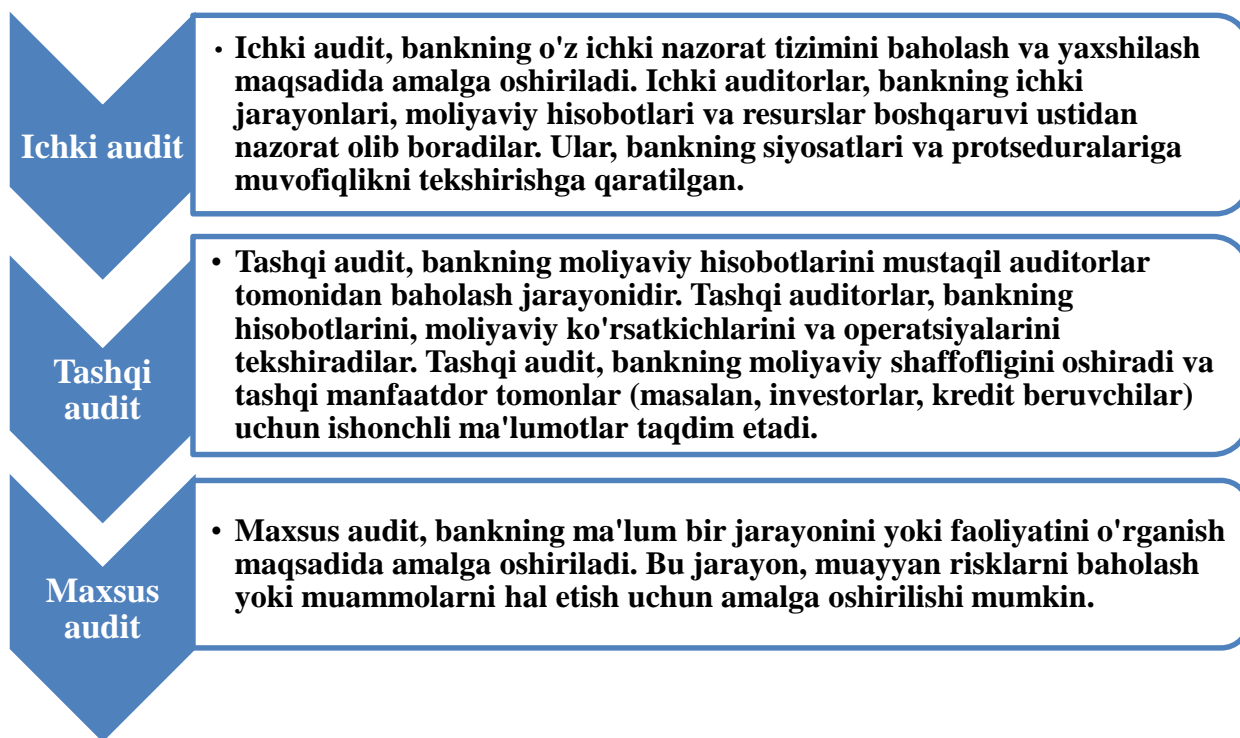 Ichki audit
• Ichki audit, bankning o'z ichki nazorat tizimini baholash va yaxshilash
maqsadida amalga oshiriladi. Ichki auditorlar, bankning ichki
jarayonlari, moliyaviy hisobotlari va resurslar boshqaruvi ustidan
nazorat olib boradilar. Ular, bankning siyosatlari va protseduralariga
muvofiqlikni tekshirishga qaratilgan.
Tashqi
audit
• Tashqi audit, bankning moliyaviy hisobotlarini mustaqil auditorlar
tomonidan baholash jarayonidir. Tashqi auditorlar, bankning
hisobotlarini, moliyaviy ko'rsatkichlarini va operatsiyalarini
tekshiradilar. Tashqi audit, bankning moliyaviy shaffofligini oshiradi va
tashqi manfaatdor tomonlar (masalan, investorlar, kredit beruvchilar)
uchun ishonchli ma'lumotlar taqdim etadi.
Maxsus
audit
• Maxsus audit, bankning ma'lum bir jarayonini yoki faoliyatini o'rganish
maqsadida amalga oshiriladi. Bu jarayon, muayyan risklarni baholash
yoki muammolarni hal etish uchun amalga oshirilishi mumkin.